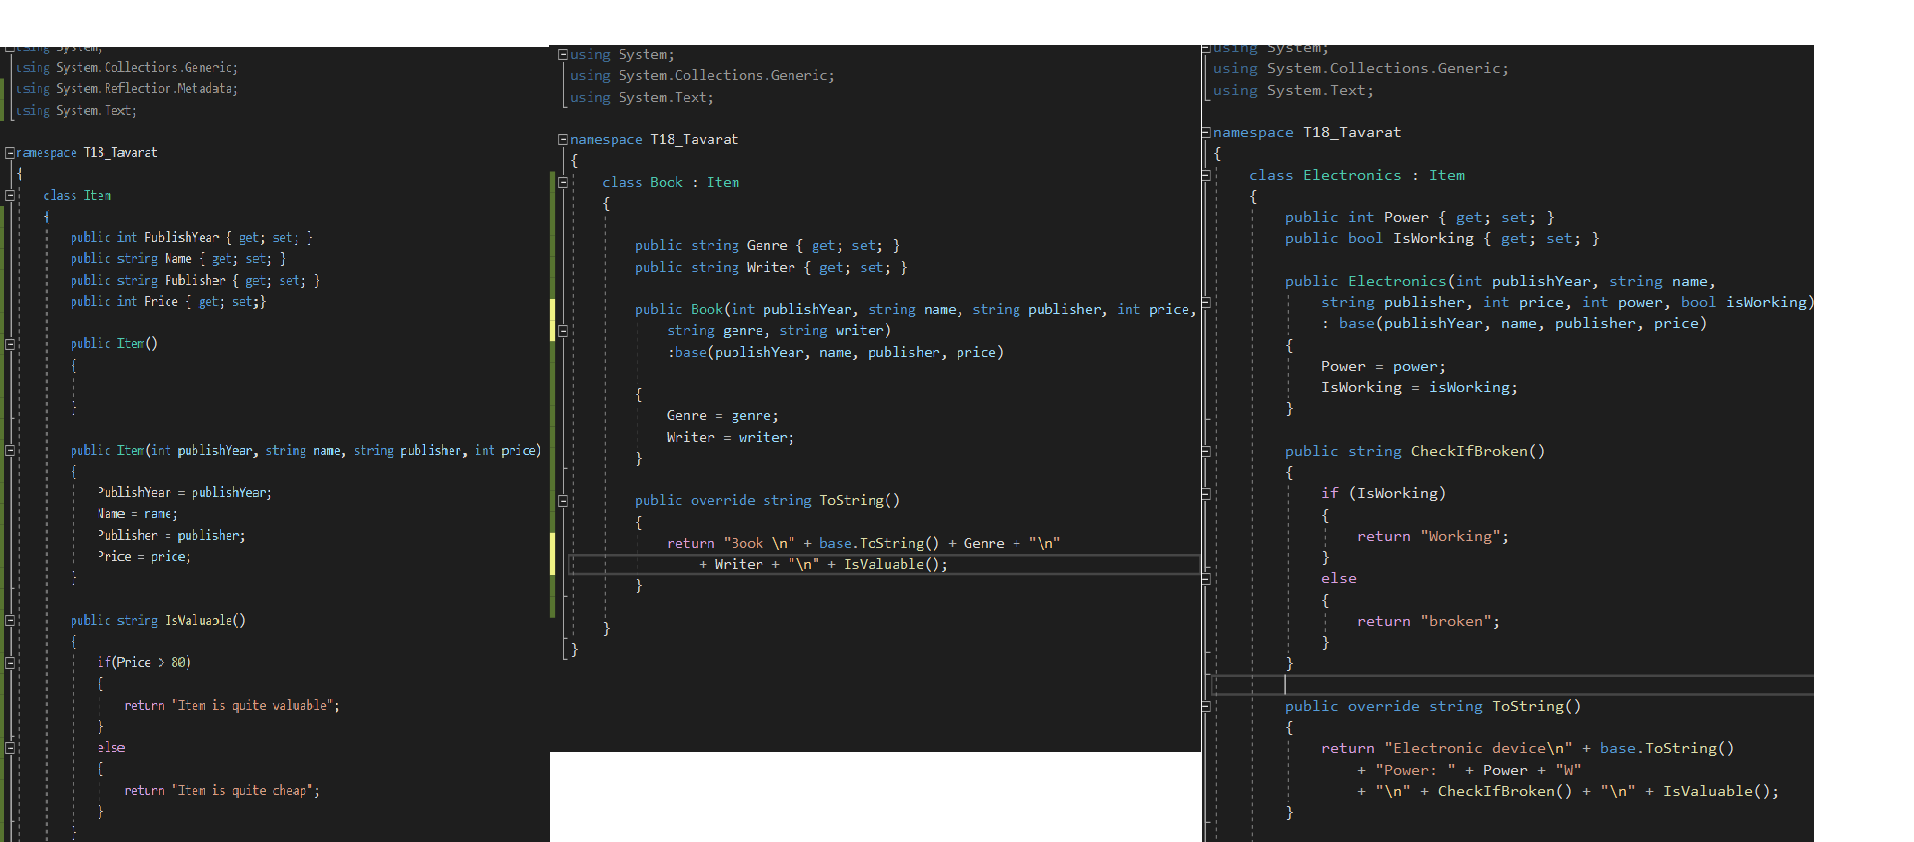 using System;
using System.Collections.Generic;
using System.Reflection.Metadata;
using System.Text;
namespace T18_Tavarat
{
class Item
{
public int PublishYear { get; set; }
public string Name { get; set; }
public string Publisher { get; set; }
public int Price { get; set;}
public Item()
{
}
public Item(int publishYear, string name, string publisher, int price)
{
PublishYear = publishYear;
Name = name;
Publisher = publisher;
Price = price;
}
public string IsValuable()
{
if(Price > 80)
{
return "Item is quite valuable";
}
else
{
return "Item is quite cheap";
}
}
using System;
using System.Collections.Generic;
using System.Text;
namespace T18_Tavarat
{
class Book : Item
{
public string Genre { get; set; }
public string Writer { get; set; }
public Book(int publishYear, string name, string publisher, int price,
string genre, string writer)
:base(publishYear, name, publisher, price)
{
Genre = genre;
Writer = writer;
}
public override string ToString()
{
return "Book \n" + base.ToString() + Genre + "\n"
+ Writer + "\n" + IsValuable();
}
}
}
using System;
using System.Collections.Generic;
using System.Text;
namespace T18_Tavarat
{
class Electronics : Item
{
public int Power { get; set; }
public bool IsWorking { get; set; }
public Electronics(int publishYear, string name,
string publisher, int price, int power, bool isWorking)
: base(publishYear, name, publisher, price)
{
Power = power;
IsWorking = isWorking;
}
public string CheckIfBroken()
{
if (IsWorking)
{
return "Working";
}
else
{
return "broken";
}
}
public override string ToString()
{
return "Electronic device\n" + base.ToString()
+ "Power: " + Power + "W"
+ "\n" + CheckIfBroken() + "\n" + IsValuable();
}